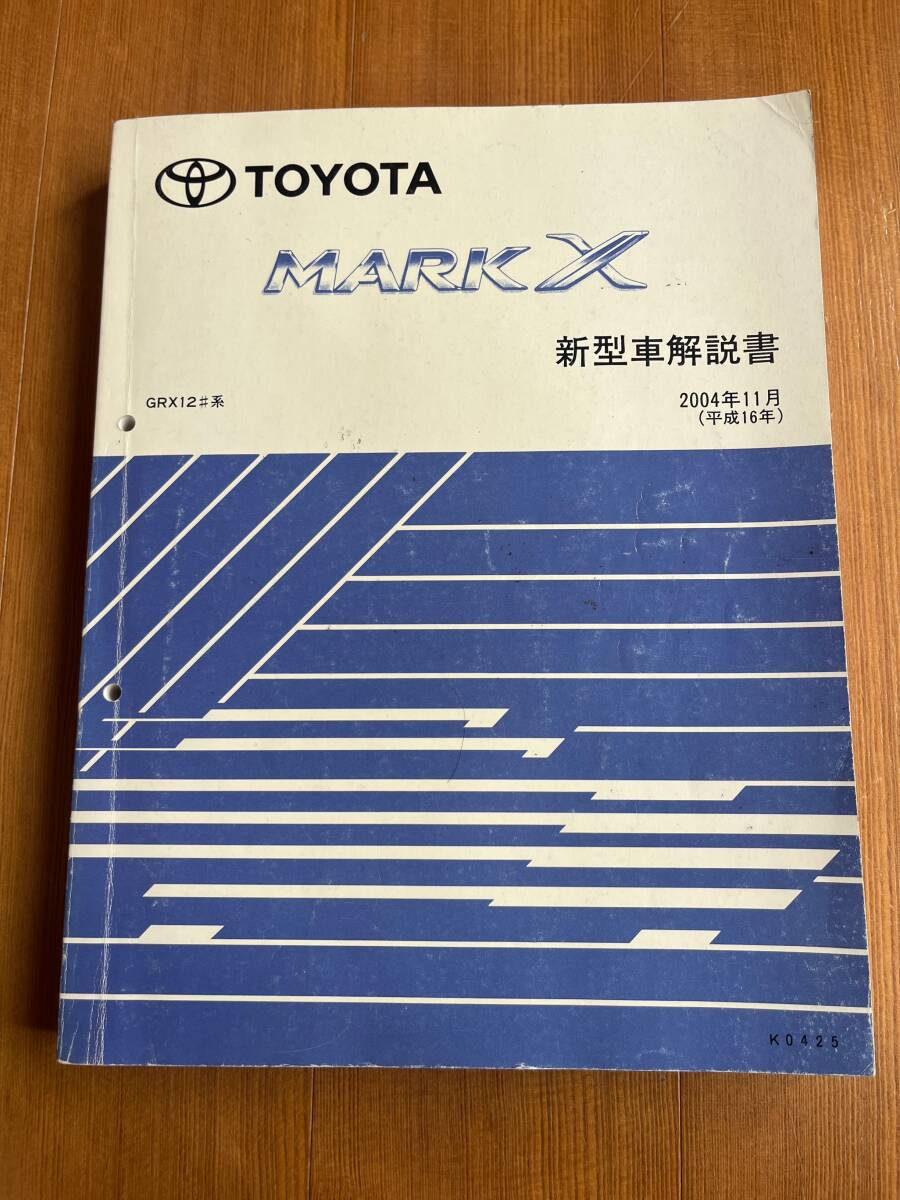 TOYOTA
MARK X
新型車解説書
GRX12♯系
2004年11月
(平成16年)
K0425